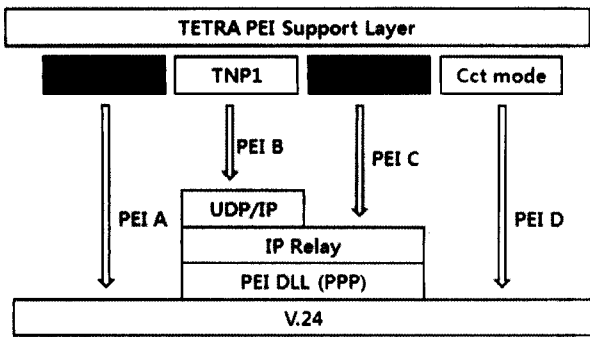 TETRA PEI Support Layer
TNP1
Cct mode
PEI B
PEI C
PEI A
UDP/IP
PEI D
IP Relay
PEI DLL (PPP)
V.24